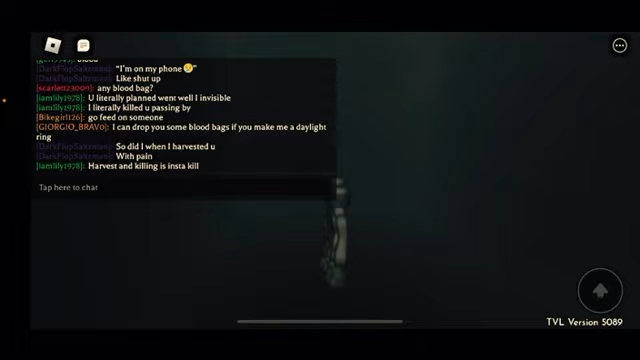 "I'm on my phone 😉"
Like shut up
any blood bag?
[iamlily1978]: U literally planned went well I invisible
[iamlily1978]: I literally killed u passing by
[Bikegirl126]: go feed on someone
[GIORGIO_BRAV0]: I can drop you some blood bags if you make me a daylight
ring
So did I when I harvested u
With pain
[iamlily1978]: Harvest and killing is insta kill
Tap here to chat
TVL Version 5089